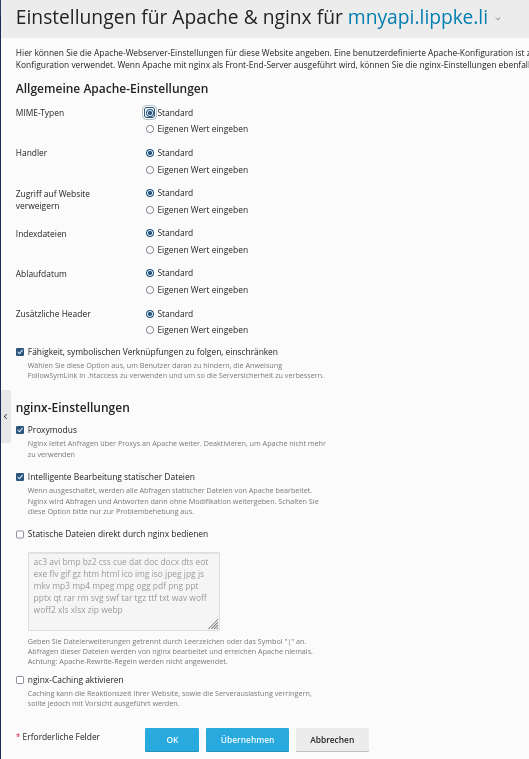 Einstellungen für Apache & nginx für mnyapi.lippke.li
Hier können Sie die Apache-Webserver-Einstellungen für diese Website angeben. Eine benutzerdefinierte Apache-Konfiguration ist z
Konfiguration verwendet. Wenn Apache mit nginx als Front-End-Server ausgeführt wird, können Sie die nginx-Einstellungen ebenfal
Allgemeine Apache-Einstellungen
MIME-Typen
Standard
Eigenen Wert eingeben
Handler
Standard
Eigenen Wert eingeben
Zugriff auf Website
verweigern
Standard
Eigenen Wert eingeben
Indexdateien
Standard
Eigenen Wert eingeben
Ablaufdatum
Standard
Eigenen Wert eingeben
Zusätzliche Header
Standard
Eigenen Wert eingeben
Fähigkeit, symbolischen Verknüpfungen zu folgen, einschränken
Wählen Sie diese Option aus, um Benutzer daran zu hindern, die Anweisung
FollowSymLink in .htaccess zu verwenden und um so die Serversicherheit zu verbessern.
nginx-Einstellungen
Proxymodus
Nginx leitet Anfragen über Proxys an Apache weiter. Deaktivieren, um Apache nicht mehr
zu verwenden
Intelligente Bearbeitung statischer Dateien
Wenn ausgeschaltet, werden alle Abfragen statischer Dateien von Apache bearbeitet.
Nginx wird Abfragen und Antworten dann ohne Modifikation weitergeben. Schalten Sie
diese Option bitte nur zur Problembehebung aus.
Statische Dateien direkt durch nginx bedienen
ac3 avi bmp bz2 css cue dat doc docx dts eot
exe flv gif gz htm html ico img iso jpeg jpg js
mkv mp3 mp4 mpeg mpg ogg pdf png ppt
pptx qt rar rm svg swf tar tgz ttf txt wav woff
woff2 xls xlsx zip webp
Geben Sie Dateierweiterungen getrennt durch Leerzeichen oder das Symbol "|" an.
Abfragen dieser Dateien werden von nginx bearbeitet und erreichen Apache niemals.
Achtung: Apache-Rewrite-Regeln werden nicht angewendet.
nginx-Caching aktivieren
Caching kann die Reaktionszeit Ihrer Website, sowie die Serverauslastung verringern,
sollte jedoch mit Vorsicht ausgeführt werden.
* Erforderliche Felder
OK
Übernehmen
Abbrechen